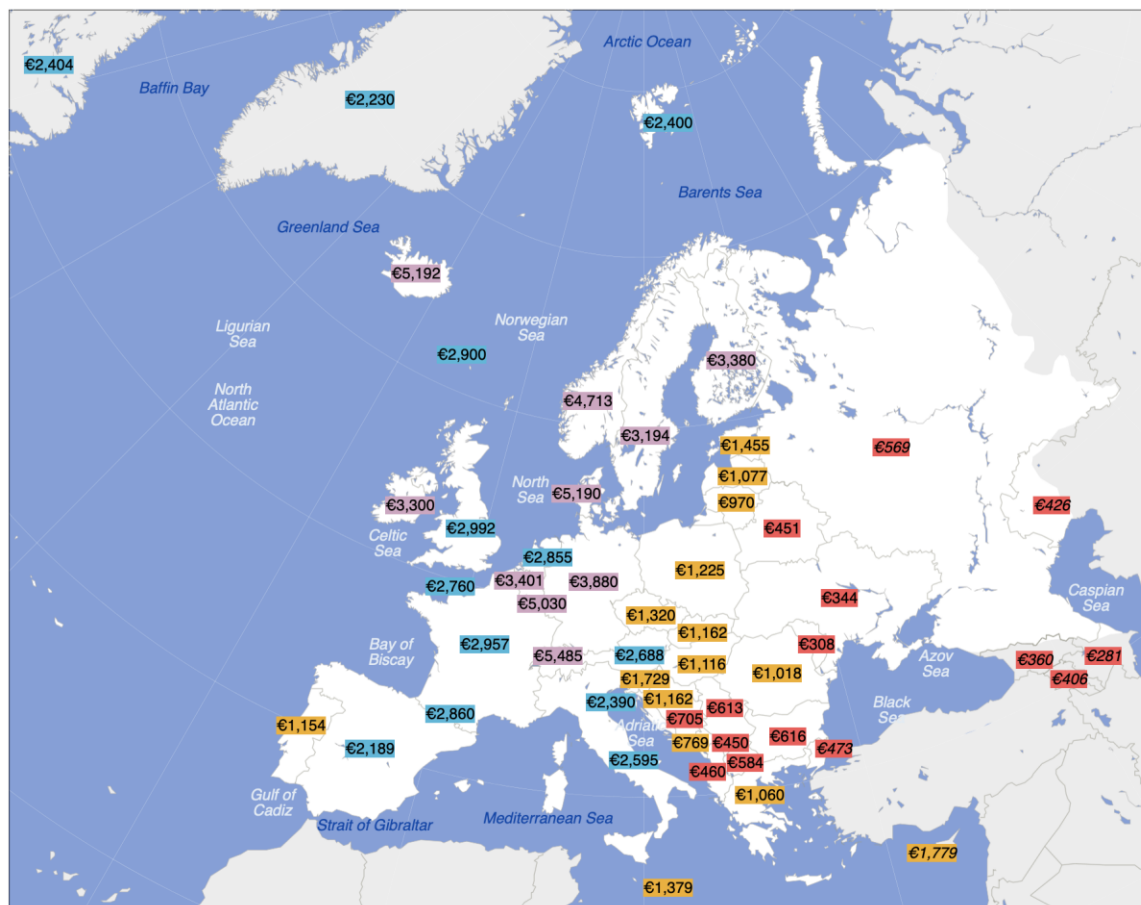 Arctic Ocean
€2,404
Baffin Bay
€2,230
€2,400
Barents Sea
Greenland Sea
€5,192
Ligurian
Sea
Norwegian
Sea
€2,900
€3,380
North
Atlantic
Ocean
€4,713
€3,194
€1,455
€569
€1,077
North
Sea
€5,190
€970
€3,300
€426
€2,992
€451
Celtic
Sea
€2,855
€1,225
€3,401
€3,880
€2,760
Caspian
Sea
€5,030
€344
€1,320
€1,162
Bay of
Biscay
€2,957
€308
€5,485
€2,688
Azov
Sea
€281
€360
€1,116
€1,018
€406
€1,729
€2,390
€1,162
€613
Black
€2,860
€705
€1,154
Sea
€616
€769
€450
€473
€2,189
€2,595
€584
€460
€1,060
Gulf of
Cadiz
Mediterranean Sea
Strait of Gibraltar
€1,779
€1,379